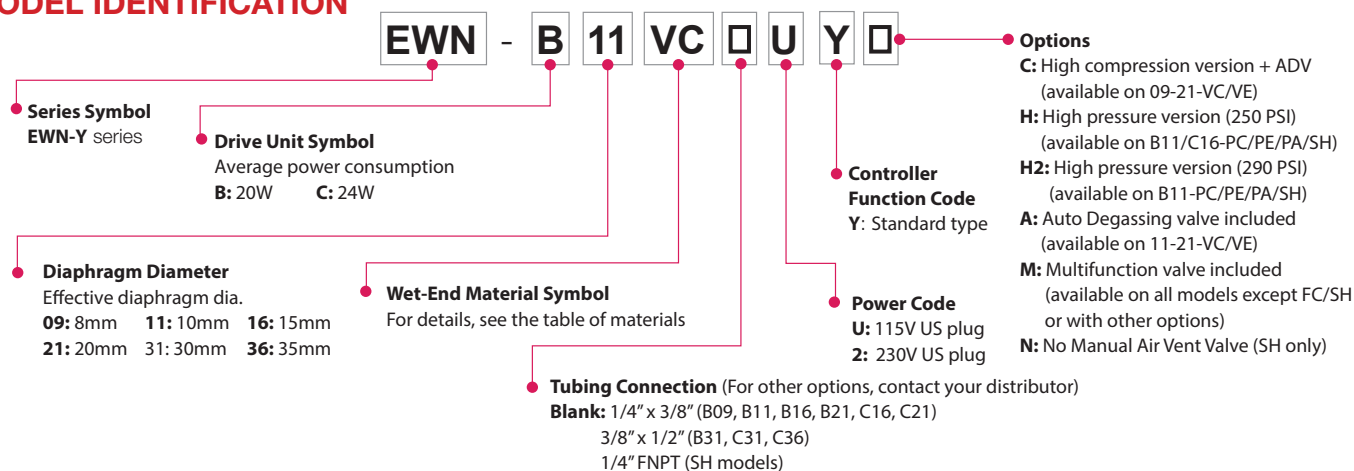 MODEL IDENTIFICATION
EWN - B 11 VC □ U Y □
Series Symbol
EWN-Y series
Drive Unit Symbol
Average power consumption
B: 20W C: 24W
Diaphragm Diameter
Effective diaphragm dia.
09: 8mm 11: 10mm 16: 15mm
21: 20mm 31: 30mm 36: 35mm
Wet-End Material Symbol
For details, see the table of materials
Tubing Connection (For other options, contact your distributor)
Blank: 1/4” x 3/8” (B09, B11, B16, B21, C16, C21)
3/8” x 1/2” (B31, C31, C36)
1/4” FNPT (SH models)
Power Code
U: 115V US plug
2: 230V US plug
Controller
Function Code
Y: Standard type
Options
C: High compression version + ADV
(available on 09-21-VC/VE)
H: High pressure version (250 PSI)
(available on B11/C16-PC/PE/PA/SH)
H2: High pressure version (290 PSI)
(available on B11-PC/PE/PA/SH)
A: Auto Degassing valve included
(available on 11-21-VC/VE)
M: Multifunction valve included
(available on all models except FC/SH
or with other options)
N: No Manual Air Vent Valve (SH only)